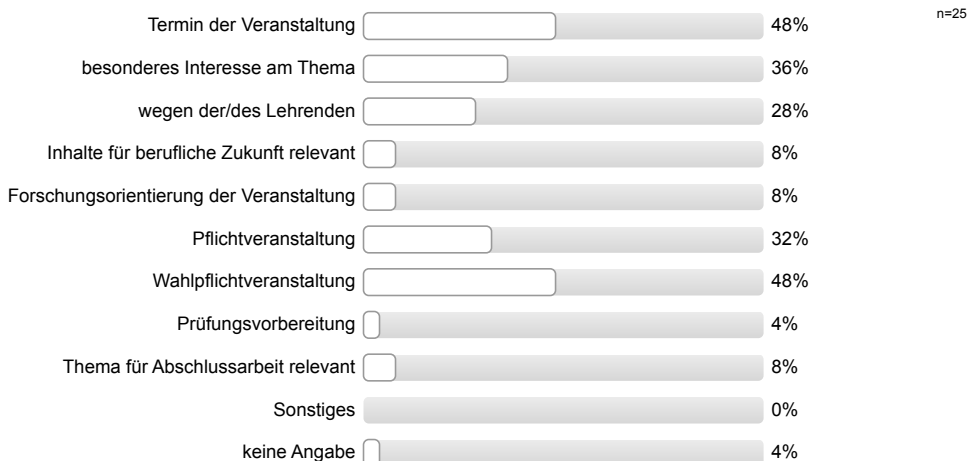 Termin der Veranstaltung 48% n=25
besonderes Interesse am Thema 36%
wegen der/des Lehrenden 28%
Inhalte für berufliche Zukunft relevant 8%
Forschungsorientierung der Veranstaltung 8%
Pflichtveranstaltung 32%
Wahlpflichtveranstaltung 48%
Prüfungsvorbereitung 4%
Thema für Abschlussarbeit relevant 8%
Sonstiges 0%
keine Angabe 4%